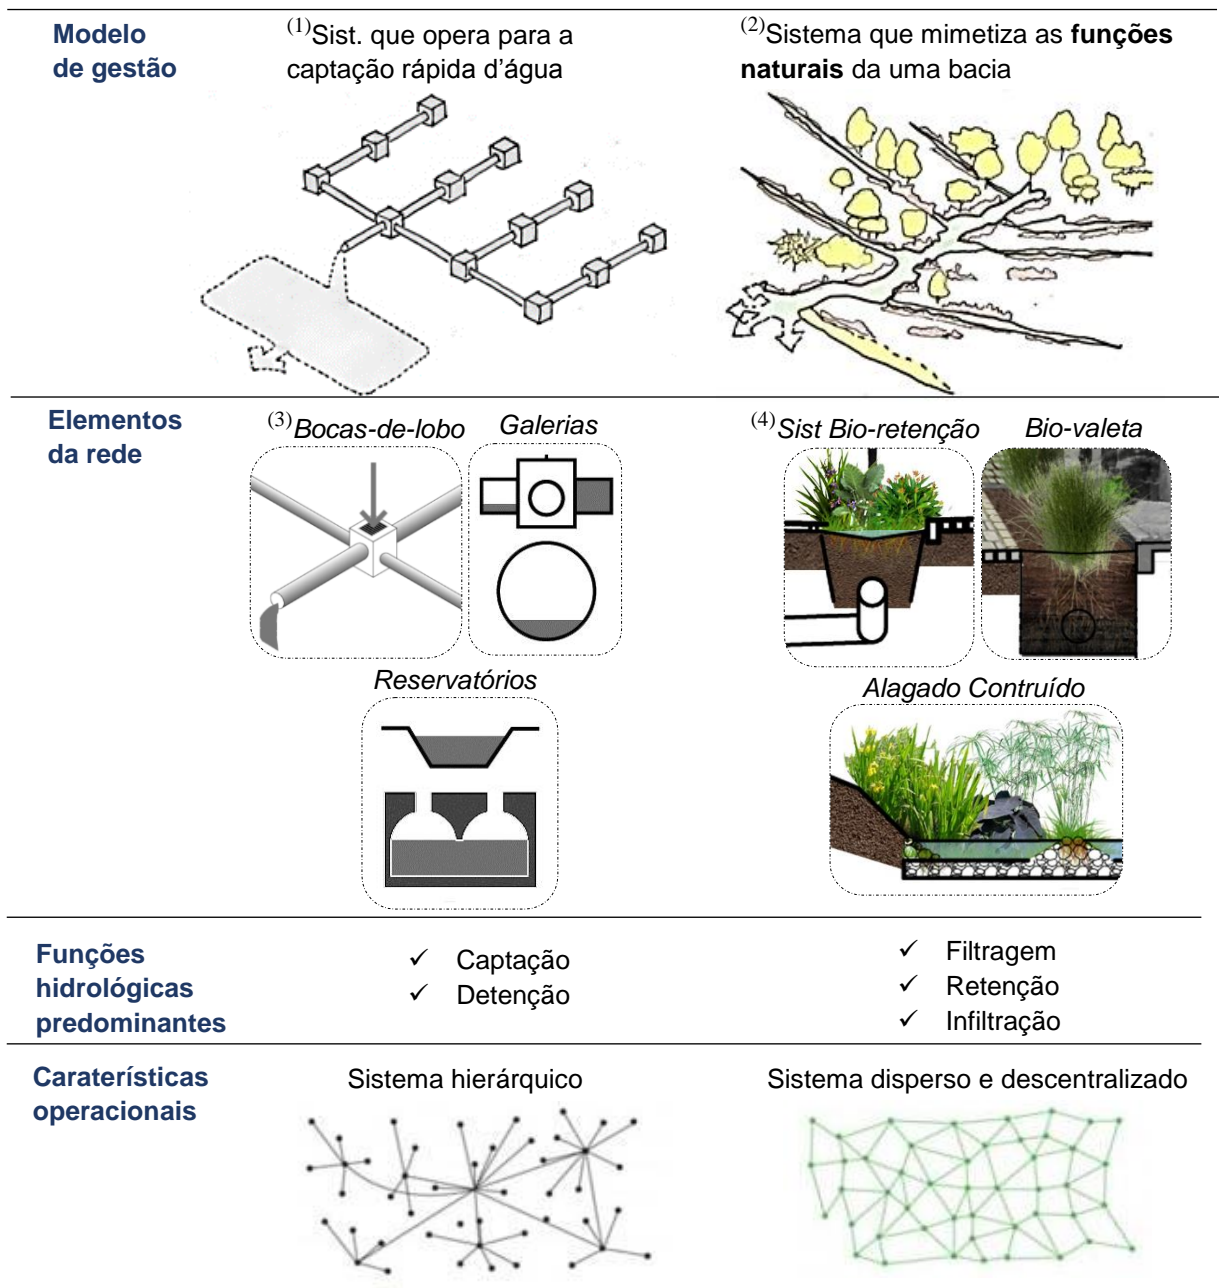 Modelo
de gestão
(1)Sist. que opera para a
captação rápida d'água
(2)Sistema que mimetiza as funções
naturais da uma bacia
Elementos
da rede
(3)Bocas-de-lobo
Galerias
(4)Sist Bio-retenção
Bio-valeta
Reservatórios
Alagado Contruído
Funções
hidrológicas
predominantes
✓ Captação
✓ Detenção
✓ Filtragem
✓ Retenção
✓ Infiltração
Caraterísticas
operacionais
Sistema hierárquico
Sistema disperso e descentralizado